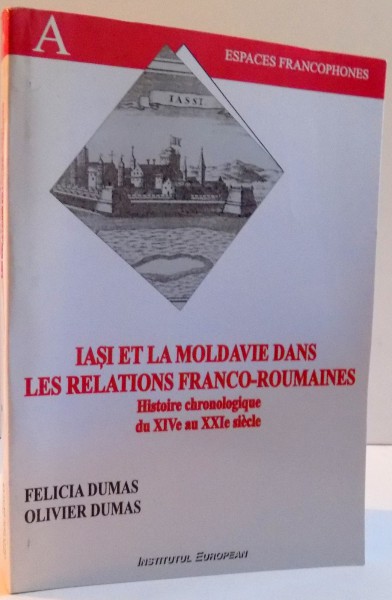 A
ESPACES FRANCOPHONES
IASSI
IAȘI ET LA MOLDAVIE DANS
LES RELATIONS FRANCO-ROUMAINES
Histoire chronologique
du XIVe au XXIe siècle
FELICIA DUMAS
OLIVIER DUMAS
INSTITUTUL EUROPEAN